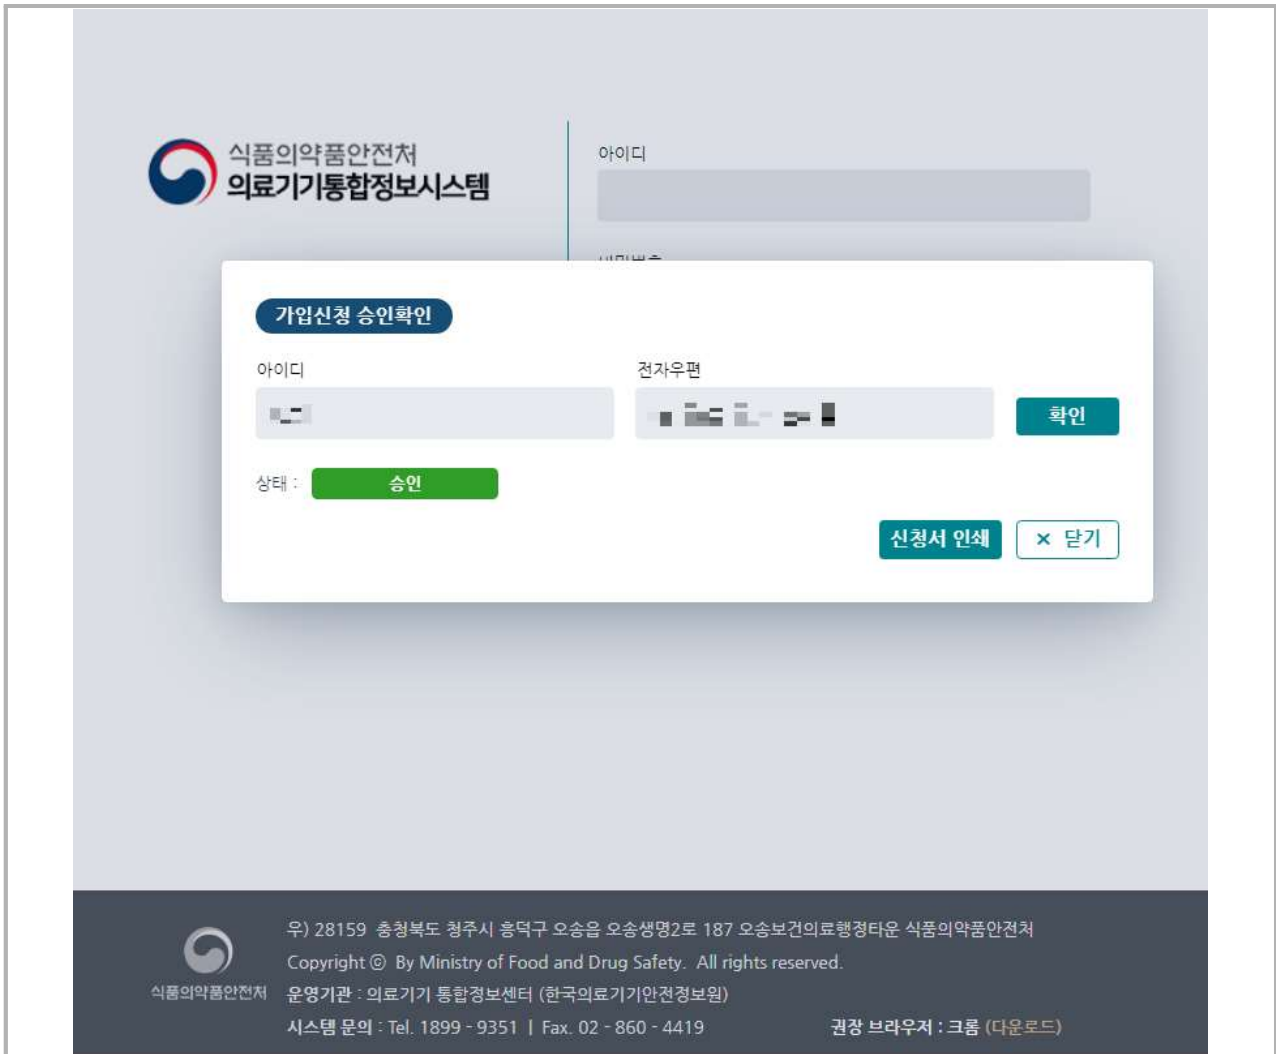 식품의약품안전처
의료기기통합정보시스템
아이디
가입신청 승인확인
아이디
전자우편
확인
상태 :
승인
신청서 인쇄
× 닫기
우) 28159 충청북도 청주시 흥덕구 오송읍 오송생명2로 187 오송보건의료행정타운 식품의약품안전처
Copyright ⓒ By Ministry of Food and Drug Safety. All rights reserved.
식품의약품안전처
운영기관 : 의료기기 통합정보센터 (한국의료기기안전정보원)
시스템 문의 : Tel. 1899 - 9351 | Fax. 02 - 860 - 4419
권장 브라우저 : 크롬 (다운로드)